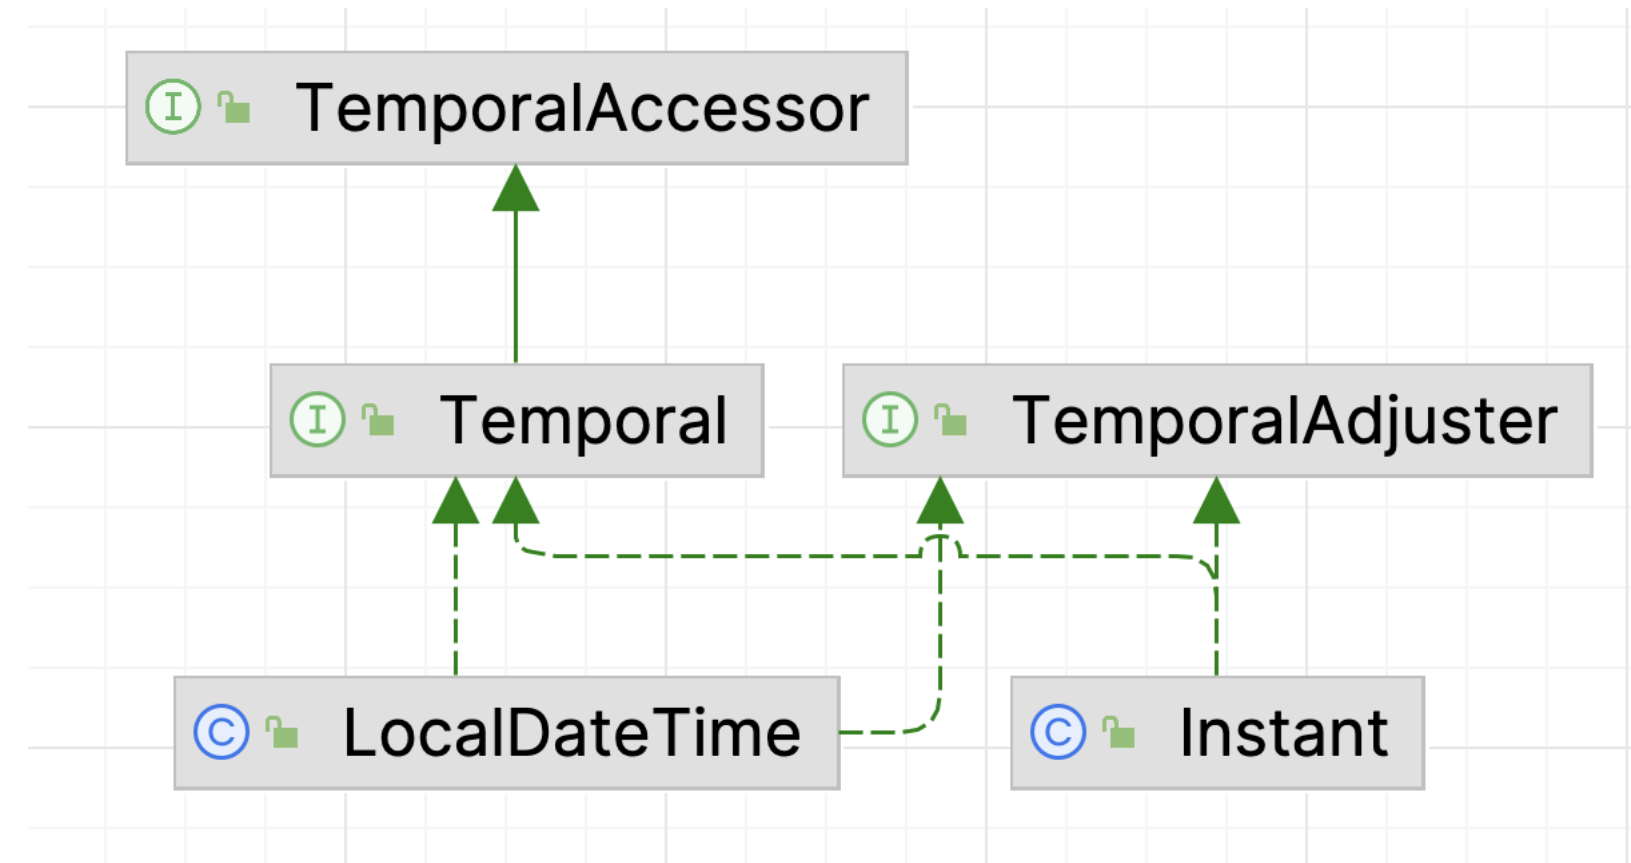 I TemporalAccessor
I Temporal
I TemporalAdjuster
C LocalDateTime
C Instant